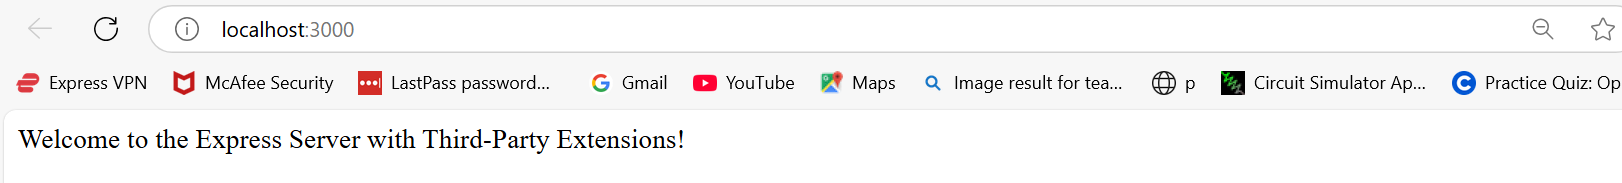 localhost:3000
Express VPN McAfee Security LastPass password... Gmail YouTube Maps Image result for tea... p Circuit Simulator Ap... Practice Quiz: Op
Welcome to the Express Server with Third-Party Extensions!